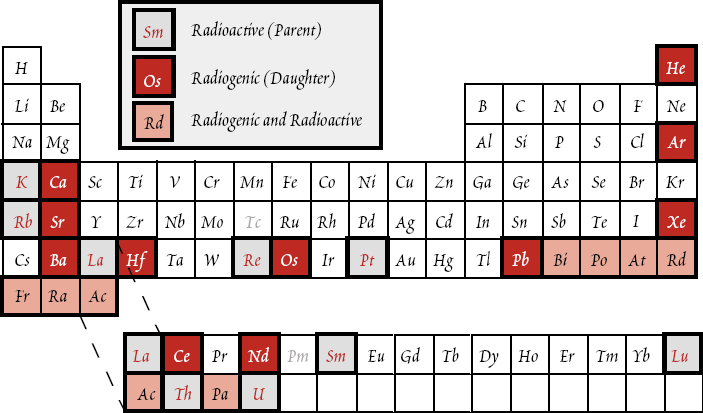 Sm Radioactive (Parent)
Os Radiogenic (Daughter)
Rd Radiogenic and Radioactive
H He
Li Be B C N O F Ne
Na Mg Al Si P S Cl Ar
K Ca Sc Ti V Cr Mn Fe Co Ni Cu Zn Ga Ge As Se Br Kr
Rb Sr Y Zr Nb Mo Tc Ru Rh Pd Ag Cd In Sn Sb Te I Xe
Cs Ba La Hf Ta W Re Os Ir Pt Au Hg Tl Pb Bi Po At Rd
Fr Ra Ac
La Ce Pr Nd Pm Sm Eu Gd Tb Dy Ho Er Tm Yb Lu
Ac Th Pa U